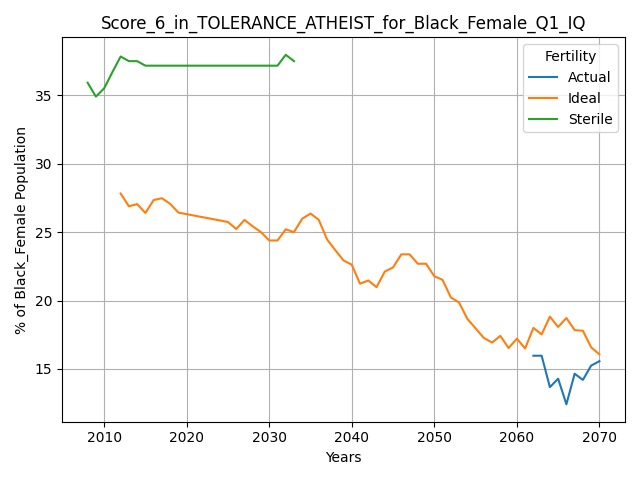 Score_6_in_TOLERANCE_ATHEIST_for_Black_Female_Q1_IQ
% of Black_Female Population
35
30
25
20
15
Fertility
Actual
Ideal
Sterile
2010 2020 2030 2040 2050 2060 2070
Years